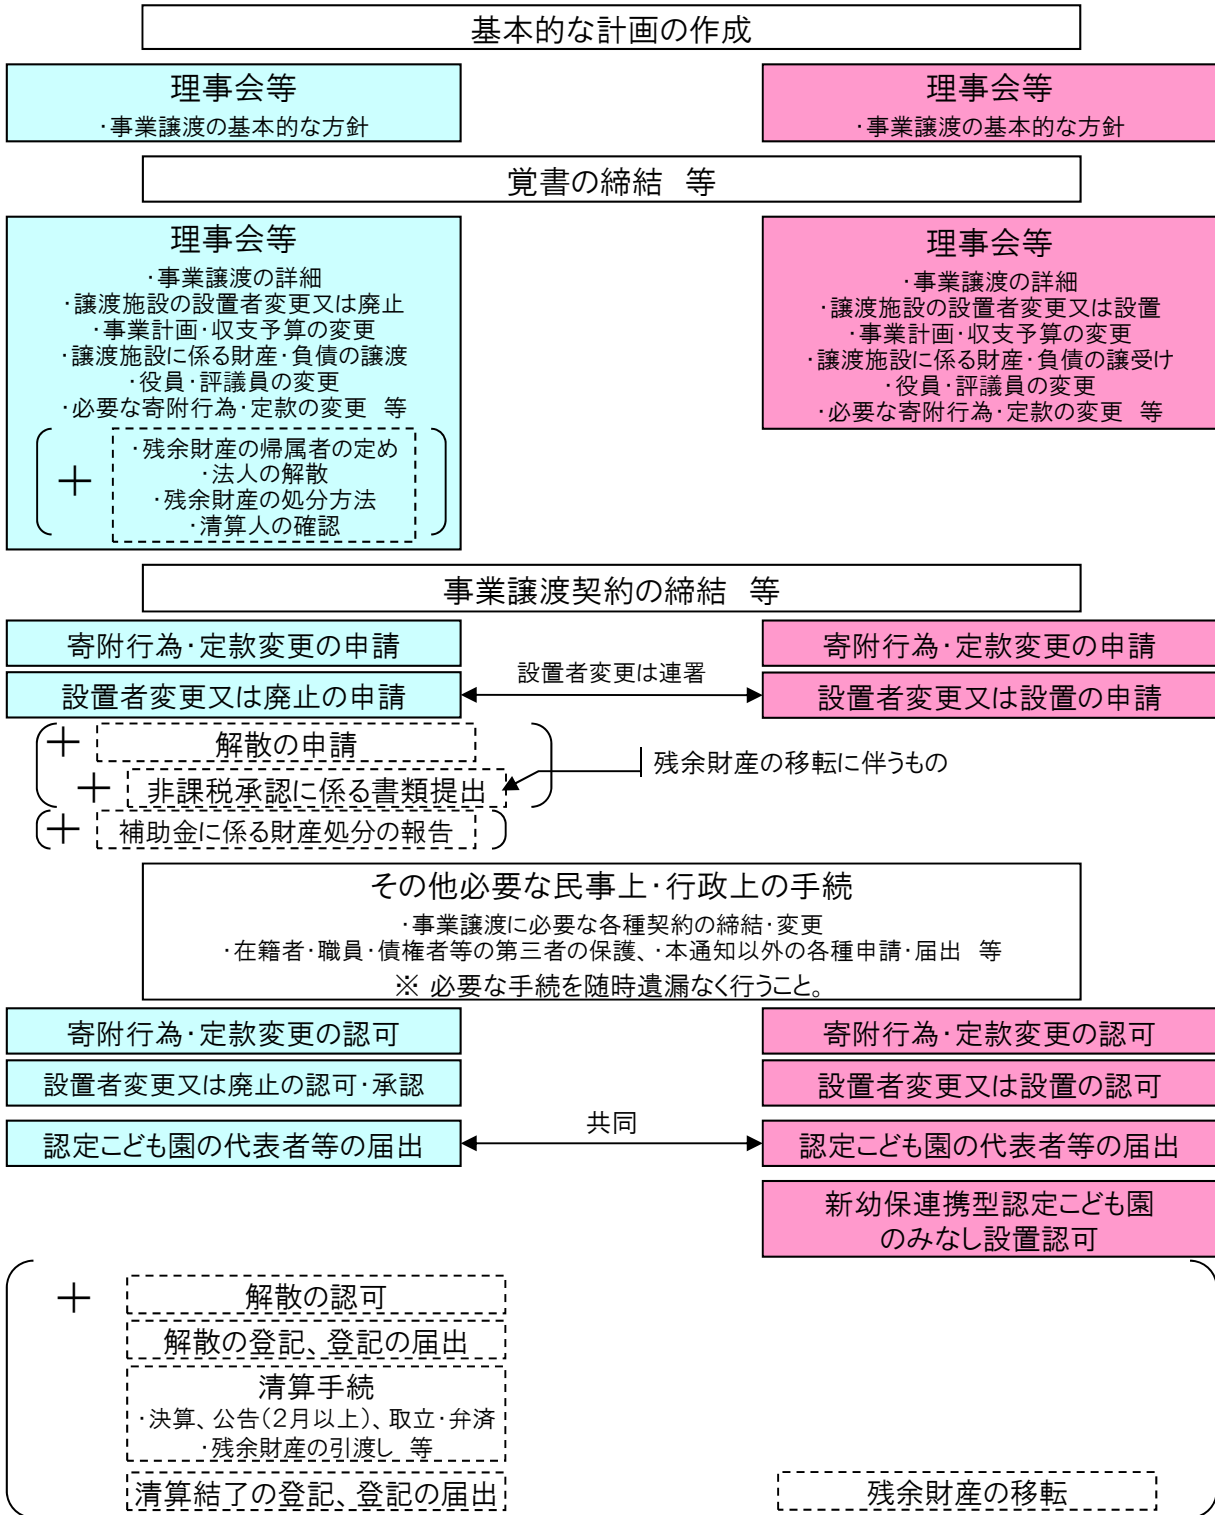 基本的な計画の作成
理事会等
・事業譲渡の基本的な方針
理事会等
・事業譲渡の基本的な方針
覚書の締結　等
理事会等
・事業譲渡の詳細
・譲渡施設の設置者変更又は廃止
・事業計画・収支予算の変更
・譲渡施設に係る財産・負債の譲渡
・役員・評議員の変更
・必要な寄附行為・定款の変更　等
＋
・残余財産の帰属者の定め
・法人の解散
・残余財産の処分方法
・清算人の確認
理事会等
・事業譲渡の詳細
・譲渡施設の設置者変更又は設置
・事業計画・収支予算の変更
・譲渡施設に係る財産・負債の譲受け
・役員・評議員の変更
・必要な寄附行為・定款の変更　等
事業譲渡契約の締結　等
寄附行為・定款変更の申請
寄附行為・定款変更の申請
設置者変更又は廃止の申請
設置者変更は連署
設置者変更又は設置の申請
＋ 解散の申請
＋ 非課税承認に係る書類提出
残余財産の移転に伴うもの
＋ 補助金に係る財産処分の報告
その他必要な民事上・行政上の手続
・事業譲渡に必要な各種契約の締結・変更
・在籍者・職員・債権者等の第三者の保護、・本通知以外の各種申請・届出　等
※ 必要な手続を随時遺漏なく行うこと。
寄附行為・定款変更の認可
寄附行為・定款変更の認可
設置者変更又は廃止の認可・承認
設置者変更又は設置の認可
認定こども園の代表者等の届出
共同
認定こども園の代表者等の届出
新幼保連携型認定こども園
のみなし設置認可
＋ 解散の認可
解散の登記、登記の届出
清算手続
・決算、公告（2月以上）、取立・弁済
・残余財産の引渡し　等
清算結了の登記、登記の届出
残余財産の移転